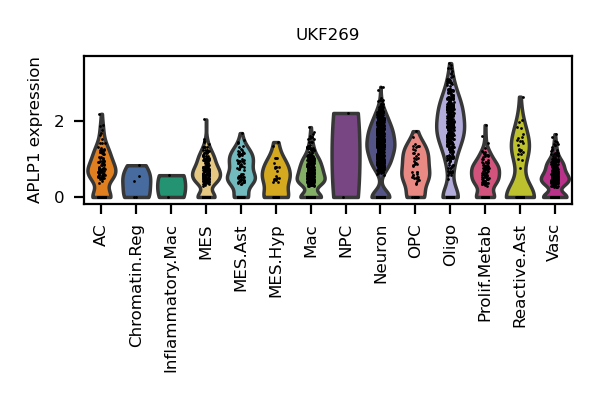 UKF269
APLP1 expression
2
0
AC
Chromatin.Reg
Inflammatory.Mac
MES
MES.Ast
MES.Hyp
Mac
NPC
Neuron
OPC
Oligo
Prolif.Metab
Reactive.Ast
Vasc